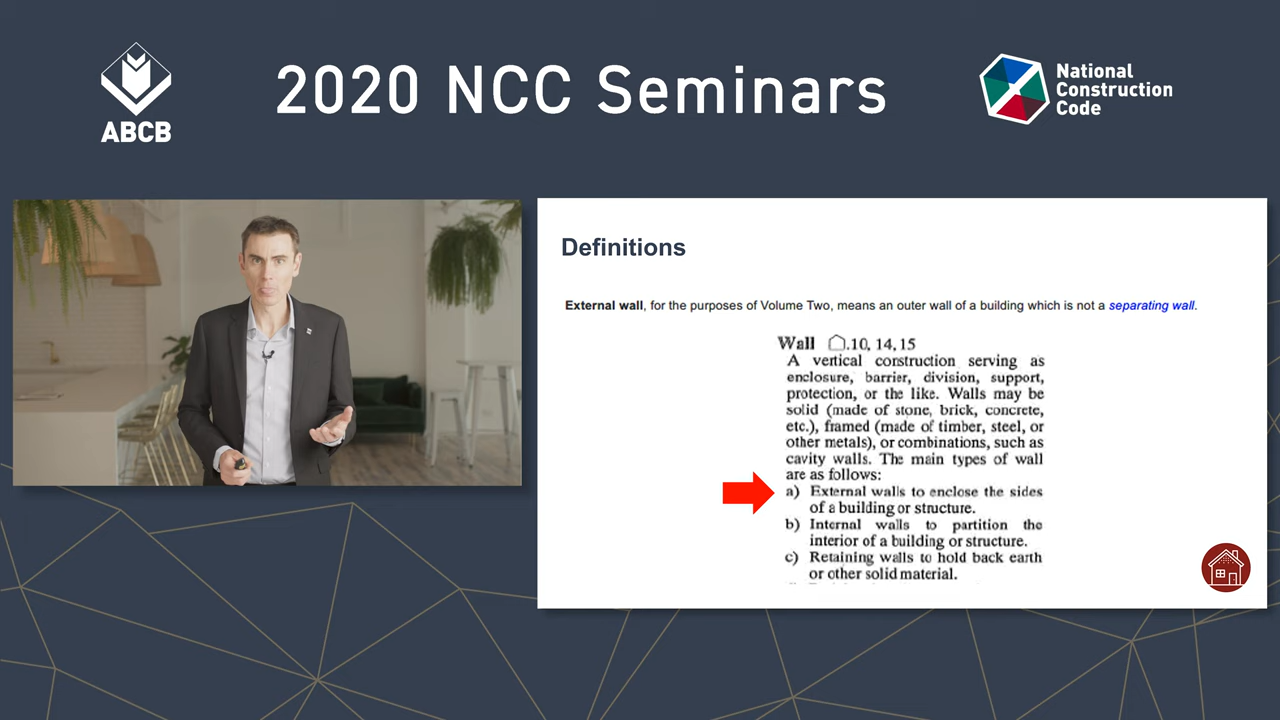 ABCB
2020 NCC Seminars
National
Construction
Code
Definitions
External wall, for the purposes of Volume Two, means an outer wall of a building which is not a separating wall.
Wall .10, 14, 15
A vertical construction serving as
enclosure, barrier, division, support,
protection, or the like. Walls may be
solid (made of stone, brick, concrete,
etc.), framed (made of timber, steel, or
other metals), or combinations, such as
cavity walls. The main types of wall
are as follows:
a) External walls to enclose the sides
of a building or structure.
b) Internal walls to partition the
interior of a building or structure.
c) Retaining walls to hold back earth
or other solid material.